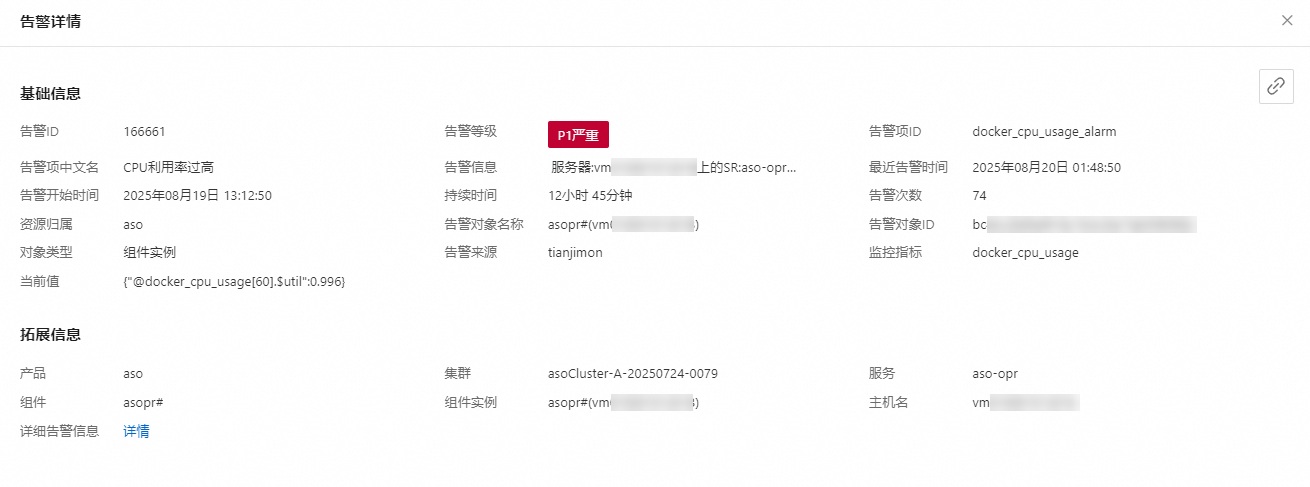 告警详情
基础信息
告警ID 166661 告警等级 P1严重 告警项ID docker_cpu_usage_alarm
告警项中文名 CPU利用率过高 告警信息 服务器:vm 上的SR:aso-opr... 最近告警时间 2025年08月20日 01:48:50
告警开始时间 2025年08月19日 13:12:50 持续时间 12小时 45分钟 告警次数 74
资源归属 aso 告警对象名称 asopr#(vm ) 告警对象ID bc
对象类型 组件实例 告警来源 tianjimon 监控指标 docker_cpu_usage
当前值 {"@docker_cpu_usage[60].$util":0.996}
拓展信息
产品 aso 集群 asoCluster-A-20250724-0079 服务 aso-opr
组件 asopr# 组件实例 asopr#(vm ) 主机名 vm
详细告警信息 详情